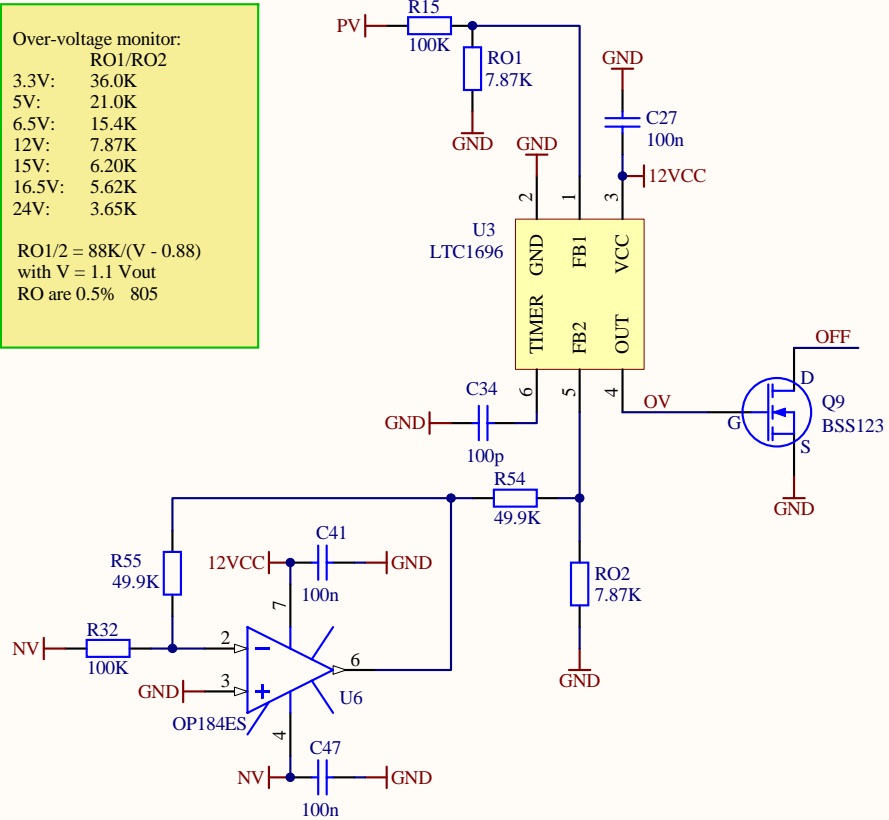 Over-voltage monitor:
RO1/RO2
3.3V: 36.0K
5V: 21.0K
6.5V: 15.4K
12V: 7.87K
15V: 6.20K
16.5V: 5.62K
24V: 3.65K
RO1/2 = 88K/(V - 0.88)
with V = 1.1 Vout
RO are 0.5% 805
R15
PV
100K
RO1
7.87K
GND
GND
C27
100n
GND
12VCC
2
1
3
U3
LTC1696
GND
FB1
VCC
TIMER
FB2
OUT
6
5
4
OFF
D
Q9
BSS123
G
S
GND
OV
C34
GND
100p
R54
49.9K
R55
49.9K
C41
12VCC
GND
100n
7
RO2
7.87K
GND
R32
NV
100K
2
6
GND
3
U6
OP184ES
4
C47
NV
GND
100n